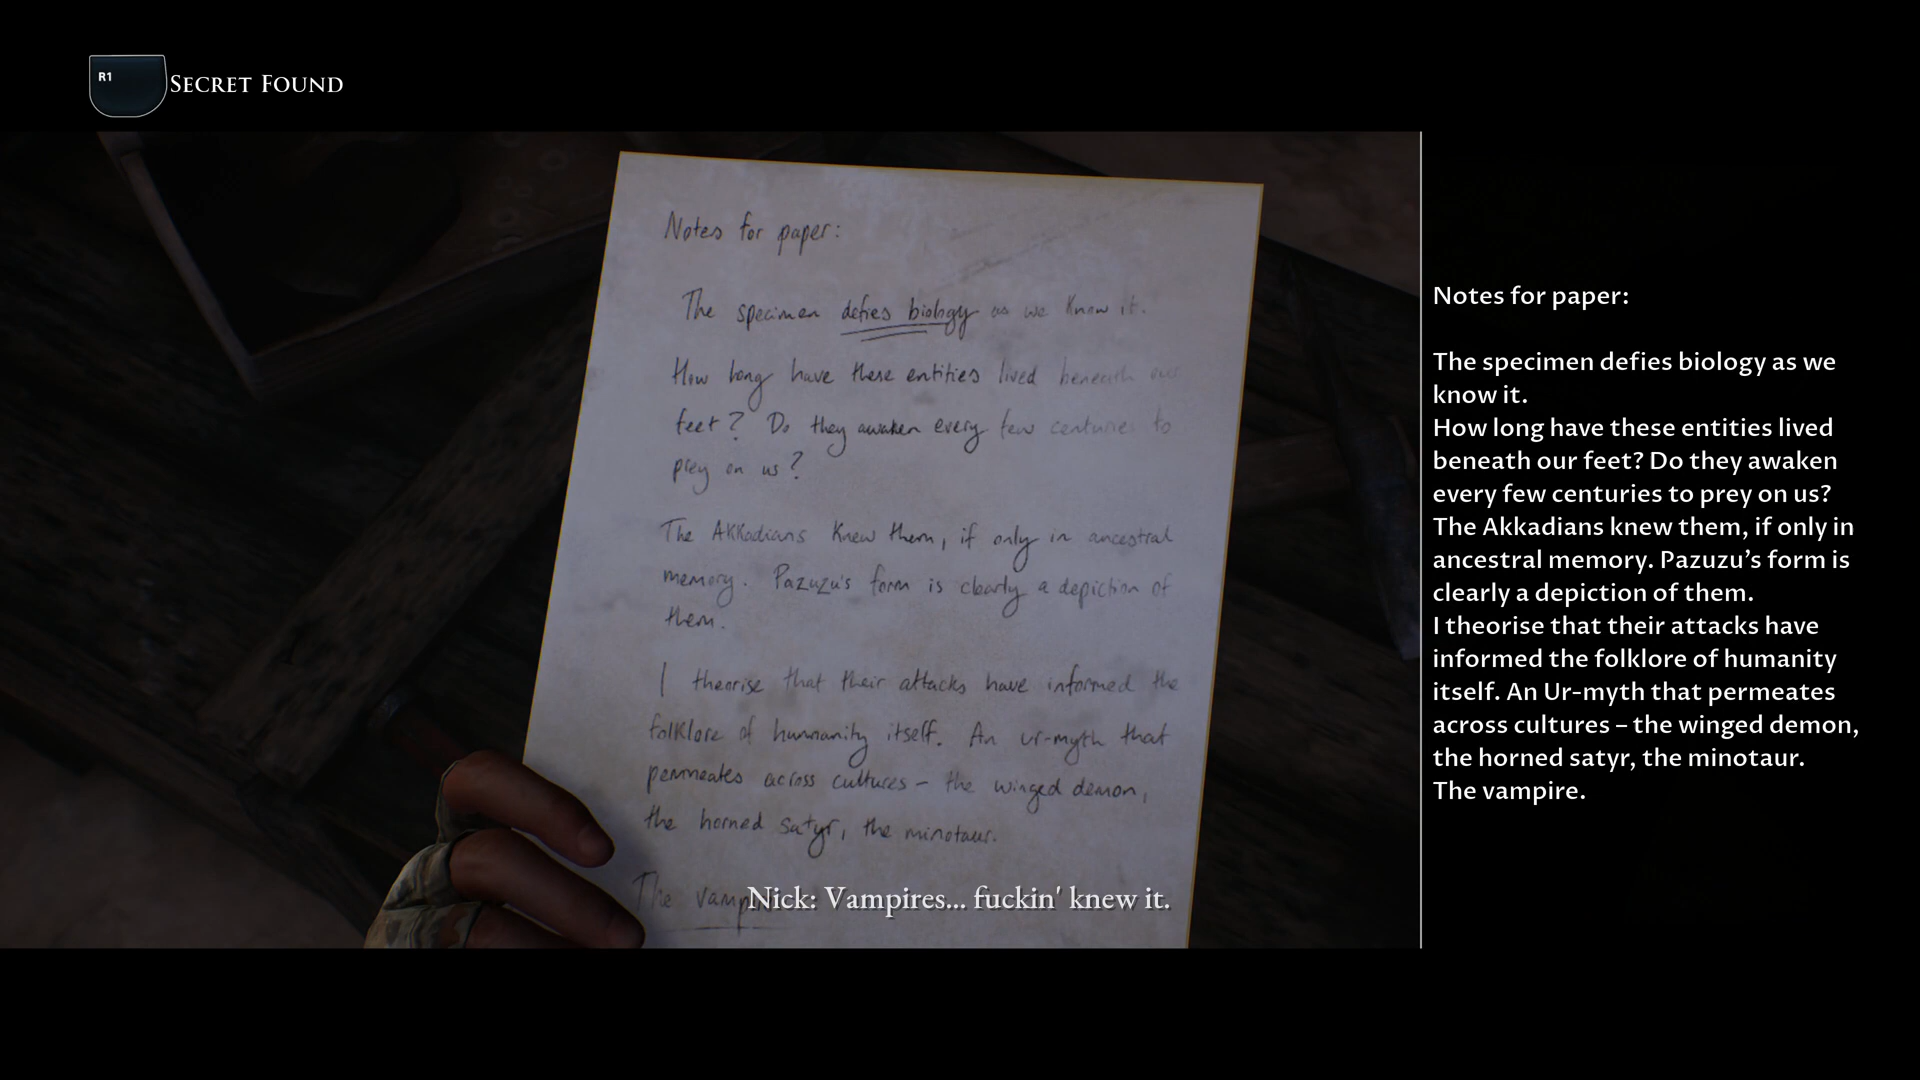 R1
Secret Found
Notes for paper:
The specimen defies biology as we know it.
How long have these entities lived beneath our
feet? Do they awaken every few centuries to
prey on us?
The Akkadians knew them, if only in ancestral
memory. Pazuzu's form is clearly a depiction of
them.
I theorise that their attacks have informed the
folklore of humanity itself. An ur-myth that
permeates across cultures – the winged demon,
the horned satyr, the minotaur.
The vampire
Nick: Vampires... fuckin' knew it.
Notes for paper:
The specimen defies biology as we
know it.
How long have these entities lived
beneath our feet? Do they awaken
every few centuries to prey on us?
The Akkadians knew them, if only in
ancestral memory. Pazuzu’s form is
clearly a depiction of them.
I theorise that their attacks have
informed the folklore of humanity
itself. An Ur-myth that permeates
across cultures – the winged demon,
the horned satyr, the minotaur.
The vampire.